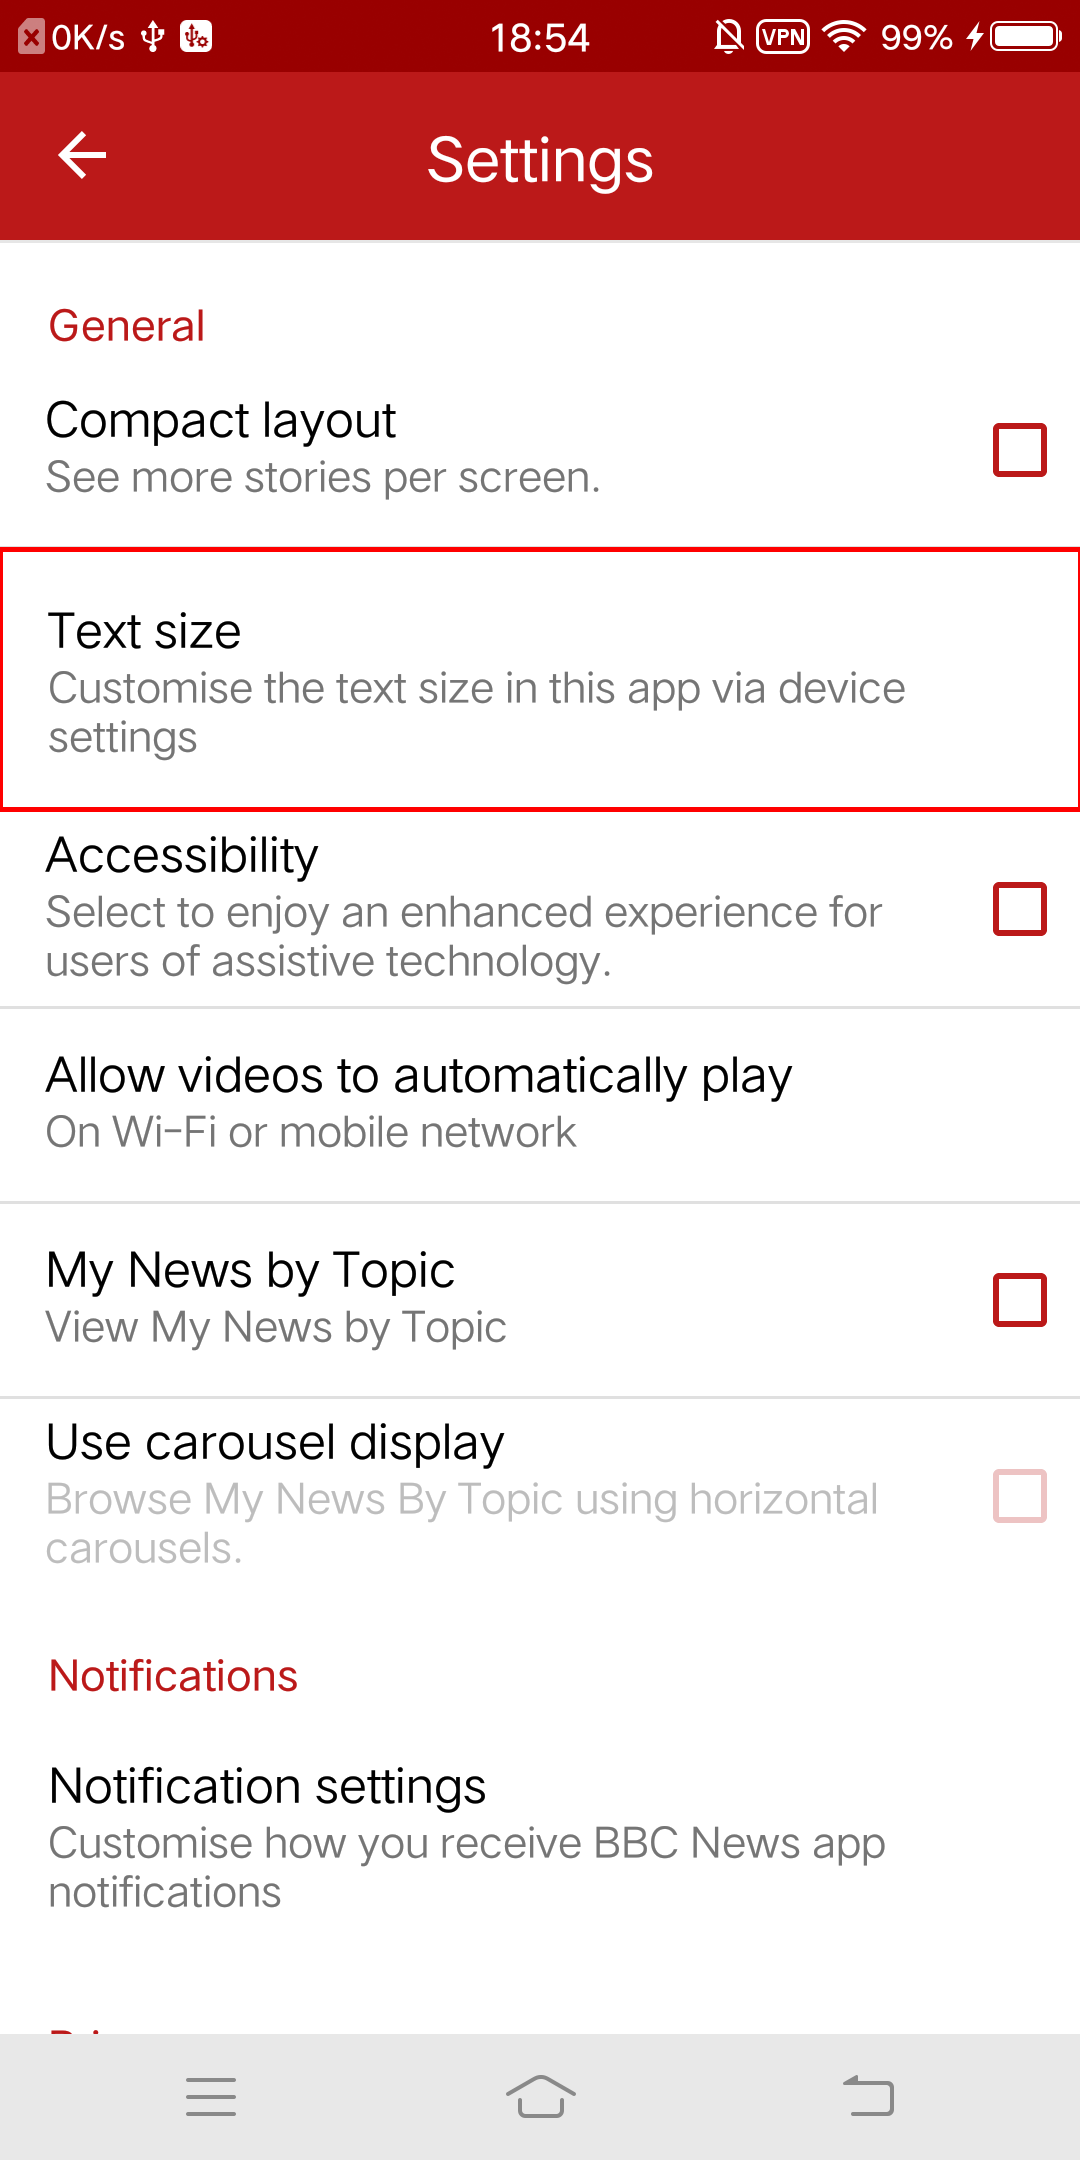 0K/s 18:54 VPN 99%
Settings
General
Compact layout
See more stories per screen.
Text size
Customise the text size in this app via device
settings
Accessibility
Select to enjoy an enhanced experience for
users of assistive technology.
Allow videos to automatically play
On Wi-Fi or mobile network
My News by Topic
View My News by Topic
Use carousel display
Browse My News By Topic using horizontal
carousels.
Notifications
Notification settings
Customise how you receive BBC News app
notifications